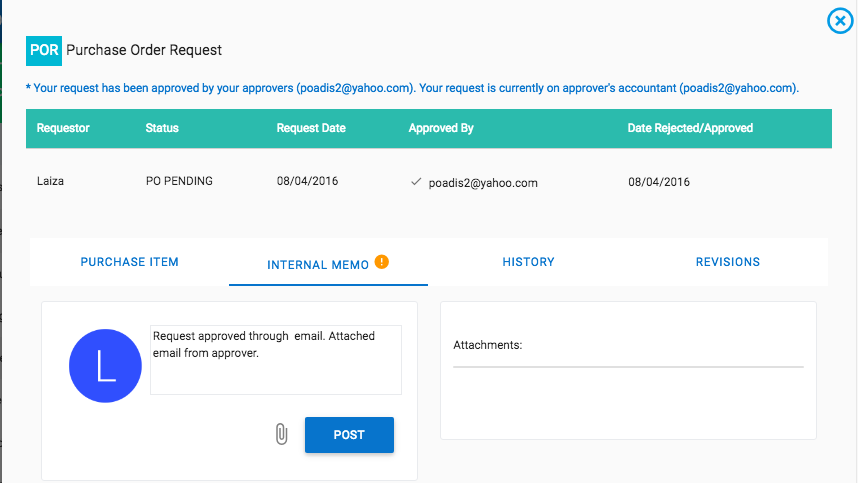 POR Purchase Order Request
* Your request has been approved by your approvers (poadis2@yahoo.com). Your request is currently on approver's accountant (poadis2@yahoo.com).
Requestor Status Request Date Approved By Date Rejected/Approved
Laiza PO PENDING 08/04/2016 poadis2@yahoo.com 08/04/2016
PURCHASE ITEM INTERNAL MEMO ! HISTORY REVISIONS
L
Request approved through email. Attached
email from approver.
POST
Attachments: